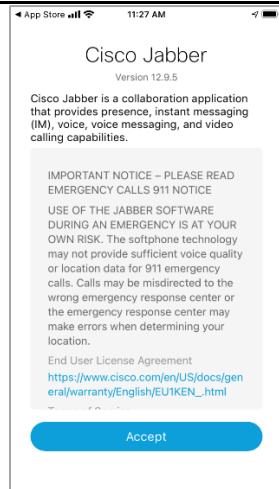 App Store 11:27 AM
Cisco Jabber
Version 12.9.5
Cisco Jabber is a collaboration application
that provides presence, instant messaging
(IM), voice, voice messaging, and video
calling capabilities.
IMPORTANT NOTICE – PLEASE READ
EMERGENCY CALLS 911 NOTICE
USE OF THE JABBER SOFTWARE
DURING AN EMERGENCY IS AT YOUR
OWN RISK. The softphone technology
may not provide sufficient voice quality
or location data for 911 emergency
calls. Calls may be misdirected to the
wrong emergency response center or
the emergency response center may
make errors when determining your
location.
End User License Agreement
https://www.cisco.com/en/US/docs/gen
eral/warranty/English/EU1KEN_.html
Terms of Service
Accept